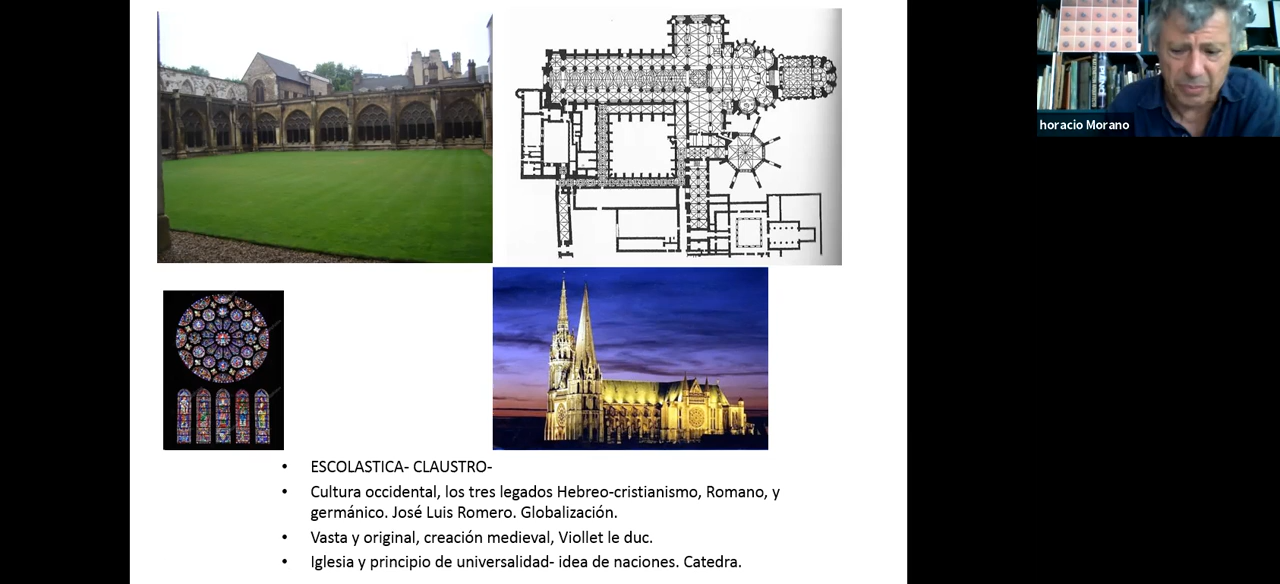 horacio Morano
• ESCOLASTICA- CLAUSTRO-
• Cultura occidental, los tres legados Hebreo-cristianismo, Romano, y
germánico. José Luis Romero. Globalización.
• Vasta y original, creación medieval, Viollet le duc.
• Iglesia y principio de universalidad- idea de naciones. Catedra.